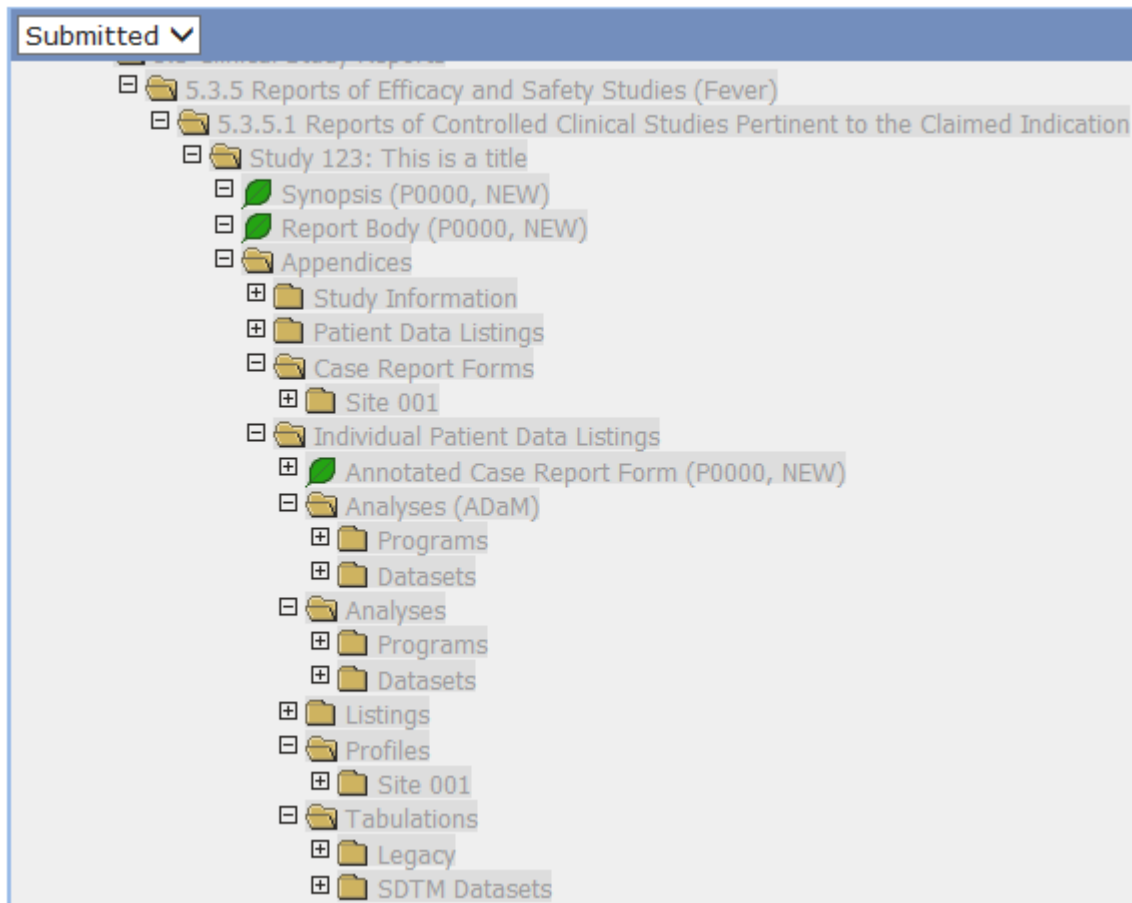 Submitted
5.3.5 Reports of Efficacy and Safety Studies (Fever)
5.3.5.1 Reports of Controlled Clinical Studies Pertinent to the Claimed Indication
Study 123: This is a title
Synopsis (P0000, NEW)
Report Body (P0000, NEW)
Appendices
Study Information
Patient Data Listings
Case Report Forms
Site 001
Individual Patient Data Listings
Annotated Case Report Form (P0000, NEW)
Analyses (ADaM)
Programs
Datasets
Analyses
Programs
Datasets
Listings
Profiles
Site 001
Tabulations
Legacy
SDTM Datasets